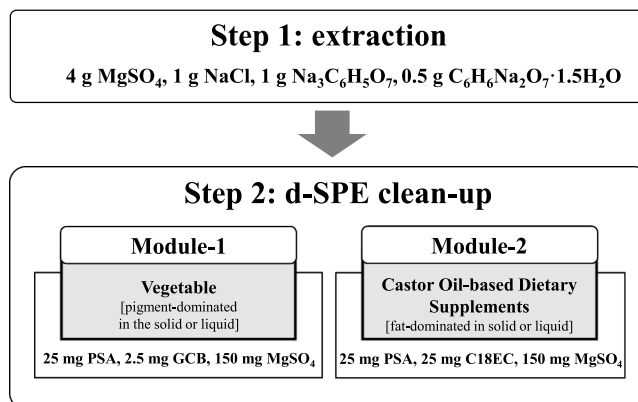 Step 1: extraction
4 g MgSO₄, 1 g NaCl, 1 g Na₃C₆H₅O₇, 0.5 g C₆H₆Na₂O₇·1.5H₂O
Step 2: d-SPE clean-up
Module-1
Vegetable
[pigment-dominated
in the solid or liquid]
25 mg PSA, 2.5 mg GCB, 150 mg MgSO₄
Module-2
Castor Oil-based Dietary
Supplements
[fat-dominated in solid or liquid]
25 mg PSA, 25 mg C18EC, 150 mg MgSO₄